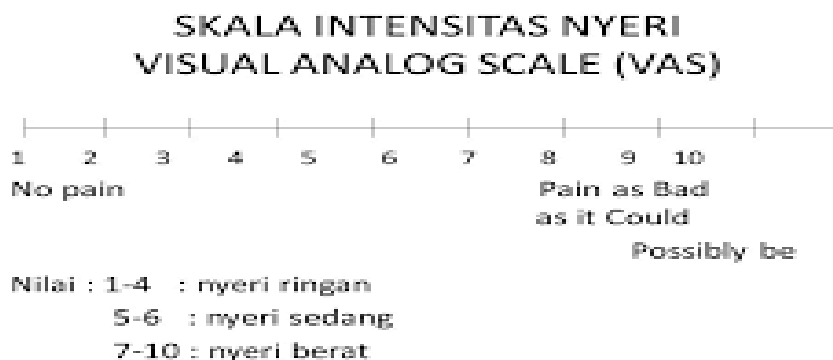 SKALA INTENSITAS NYERI
VISUAL ANALOG SCALE (VAS)
1 2 3 4 5 6 7 8 9 10
No pain Pain as Bad
as it Could
Possibly be
Nilai : 1-4 : nyeri ringan
5-6 : nyeri sedang
7-10 : nyeri berat